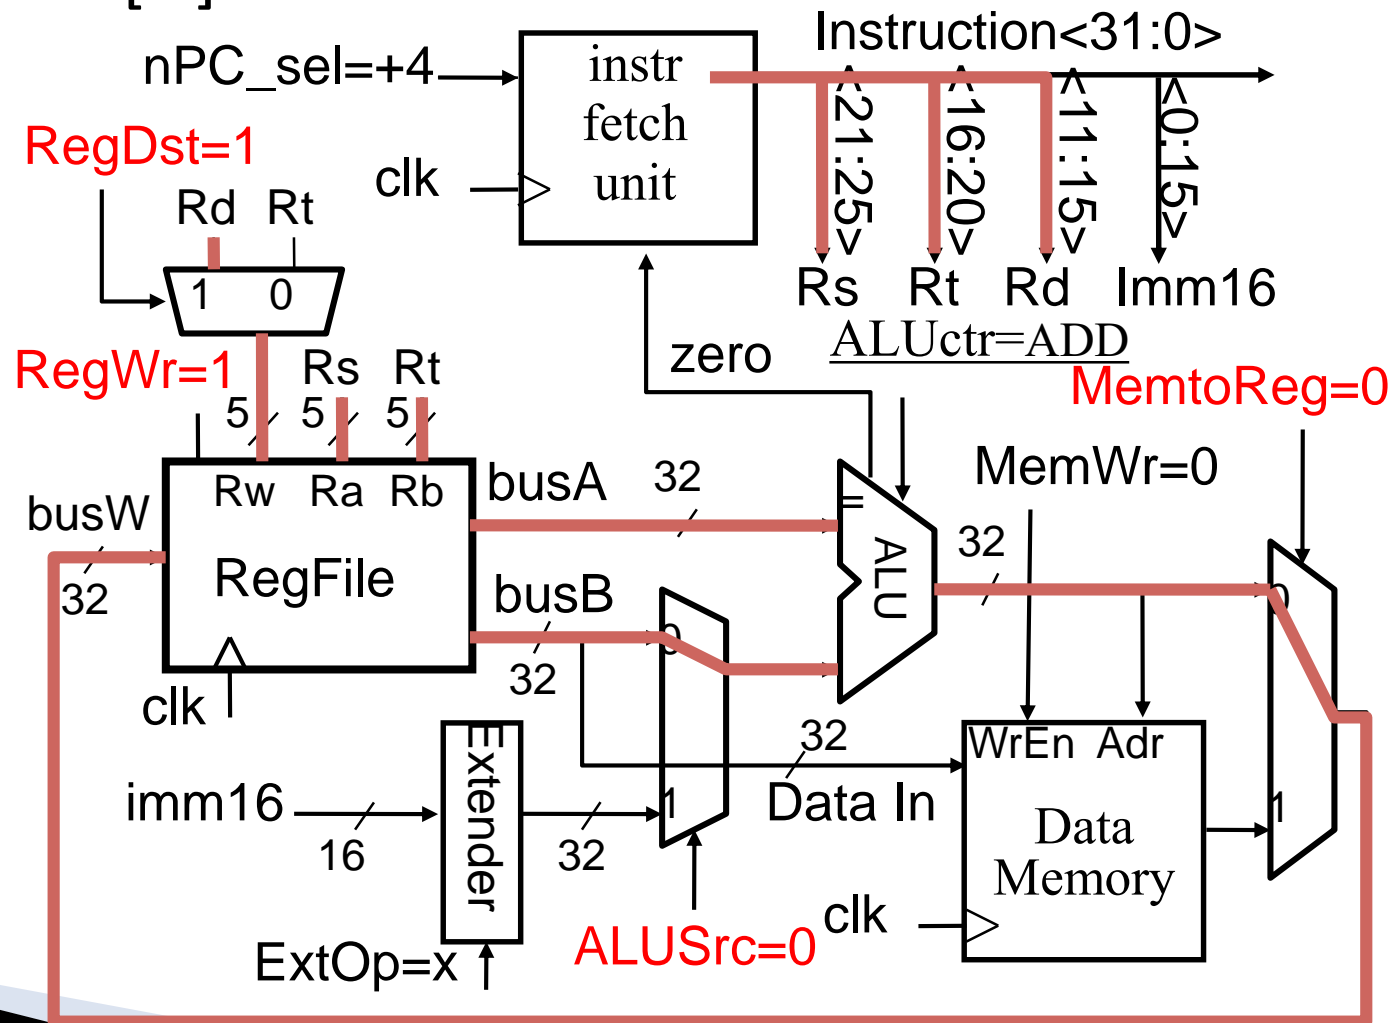 Instruction<31:0>
nPC_sel=+4
instr
fetch
unit
<21:25>
<16:20>
<11:15>
<0:15>
RegDst=1
clk
Rd Rt
1 0
Rs Rt Rd Imm16
ALUctr=ADD
zero
RegWr=1
Rs Rt
MemtoReg=0
5 5 5
MemWr=0
Rw Ra Rb
busA
32
=
busW
32
ALU
32
RegFile
busB
0
0
32
clk
32
WrEn Adr
Extender
imm16
16
32
1
Data In
Data
Memory
1
clk
ALUSrc=0
ExtOp=x